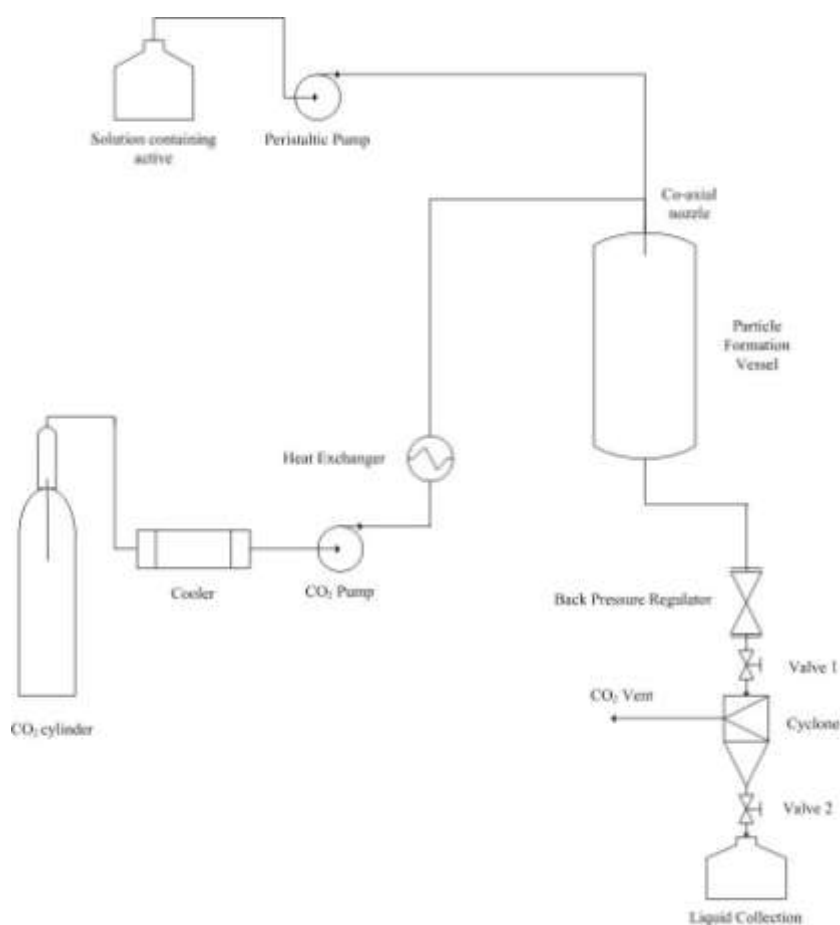 Solution containing
active
Peristaltic Pump
Co-axial
nozzle
Particle
Formation
Vessel
Heat Exchanger
Cooler
CO₂ Pump
CO₂ cylinder
Back Pressure Regulator
Valve 1
CO₂ Vent
Cyclone
Valve 2
Liquid Collection